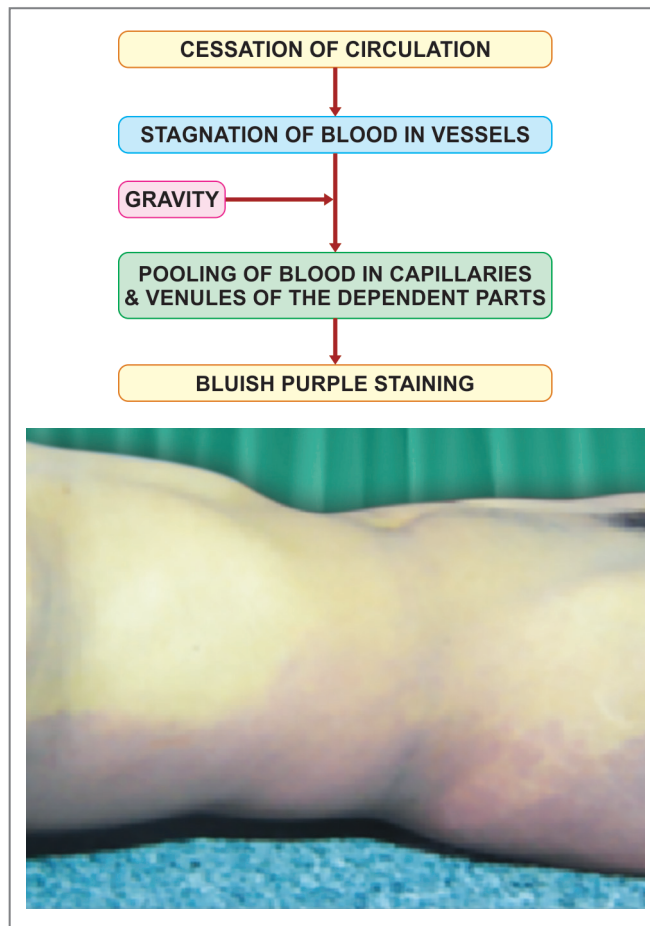 CESSATION OF CIRCULATION
STAGNATION OF BLOOD IN VESSELS
GRAVITY
POOLING OF BLOOD IN CAPILLARIES
& VENULES OF THE DEPENDENT PARTS
BLUISH PURPLE STAINING